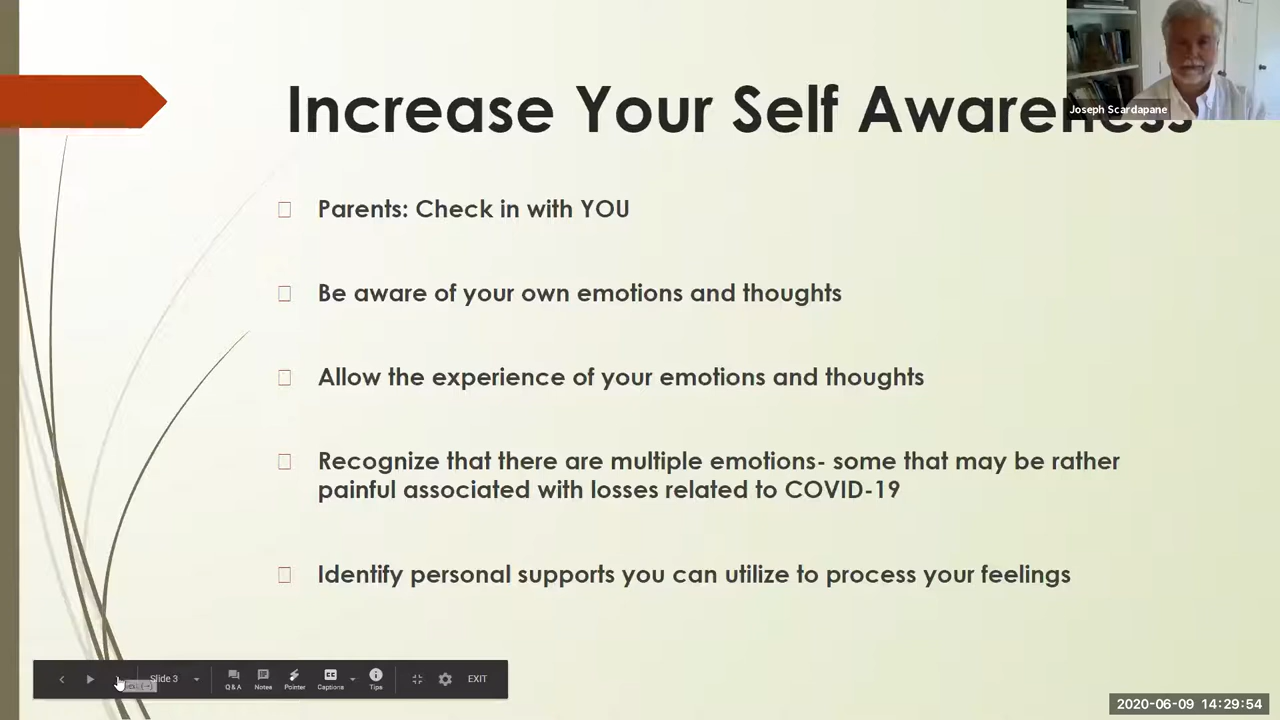 Increase Your Self Awareness
Joseph Scardapane
Parents: Check in with YOU
Be aware of your own emotions and thoughts
Allow the experience of your emotions and thoughts
Recognize that there are multiple emotions- some that may be rather
painful associated with losses related to COVID-19
Identify personal supports you can utilize to process your feelings
Slide 3
Q&A
Notes
Pointer
Captions
Tips
EXIT
2020-06-09 14:29:54